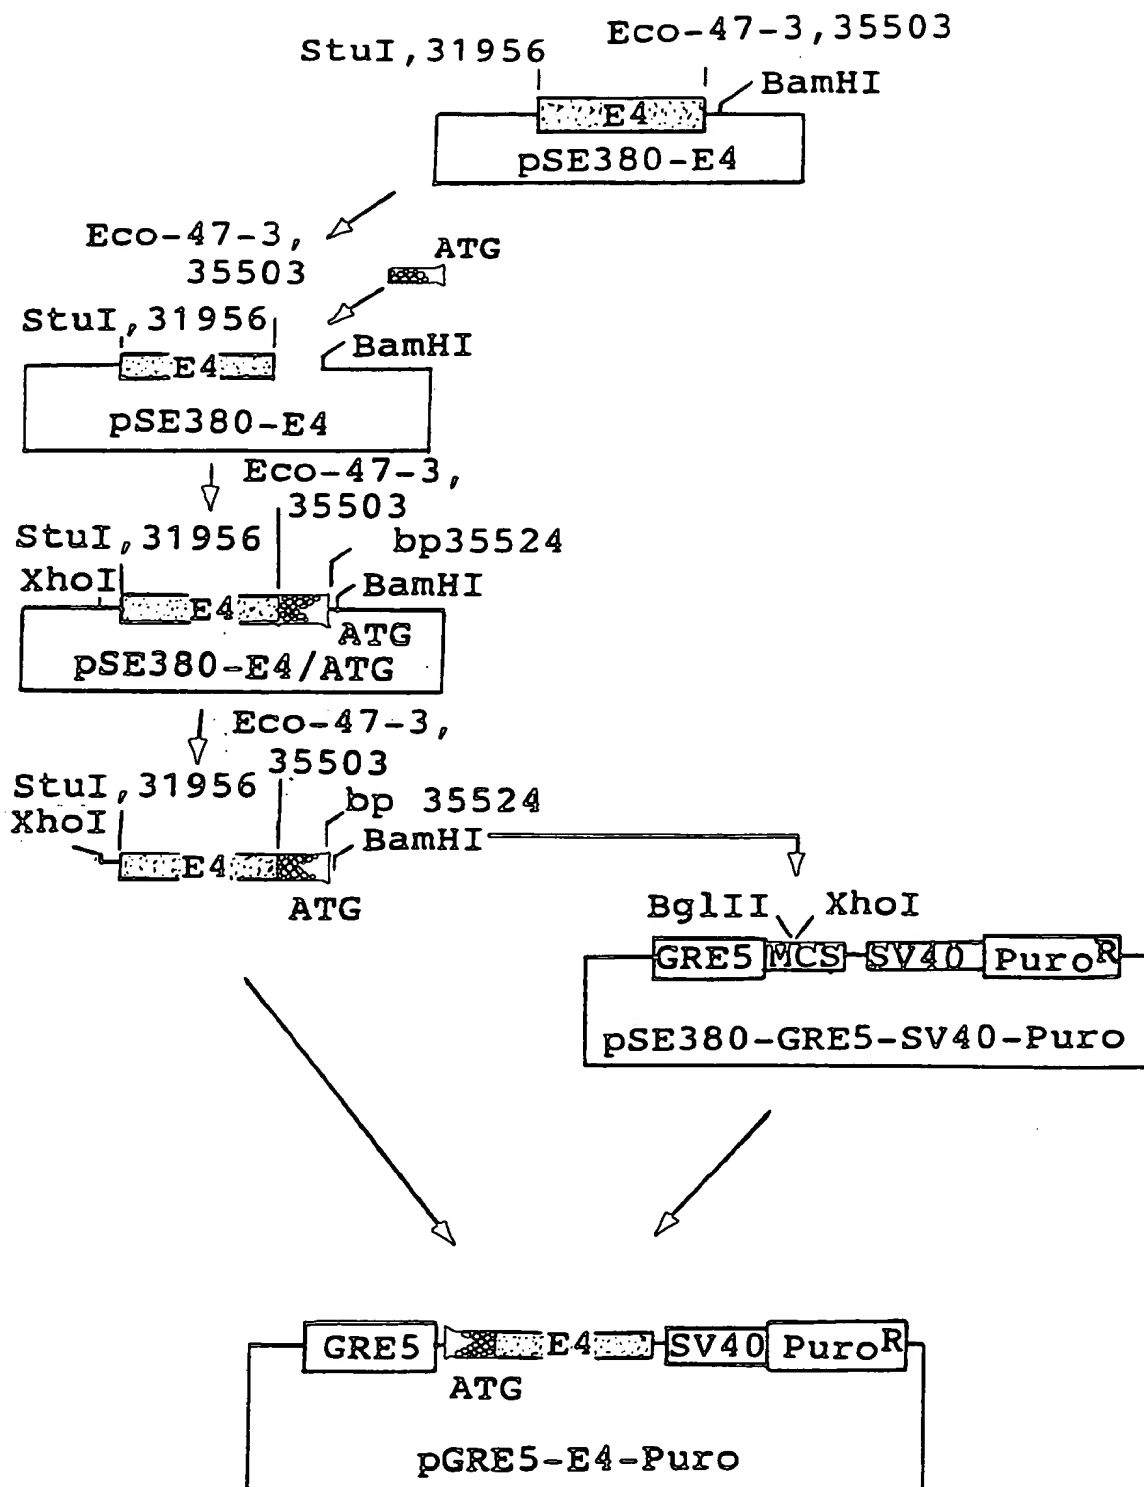 StuI,31956
Eco-47-3,35503
BamHI
E4
pSE380-E4
Eco-47-3,
35503
ATG
StuI,31956
BamHI
E4
pSE380-E4
Eco-47-3,
35503
StuI,31956
bp35524
XhoI
BamHI
E4
ATG
pSE380-E4/ATG
Eco-47-3,
35503
StuI,31956
bp 35524
XhoI
BamHI
E4
ATG
BglII
XhoI
GRE5
MCS
SV40
PuroR
pSE380-GRE5-SV40-Puro
GRE5
E4
SV40
PuroR
ATG
pGRE5-E4-Puro